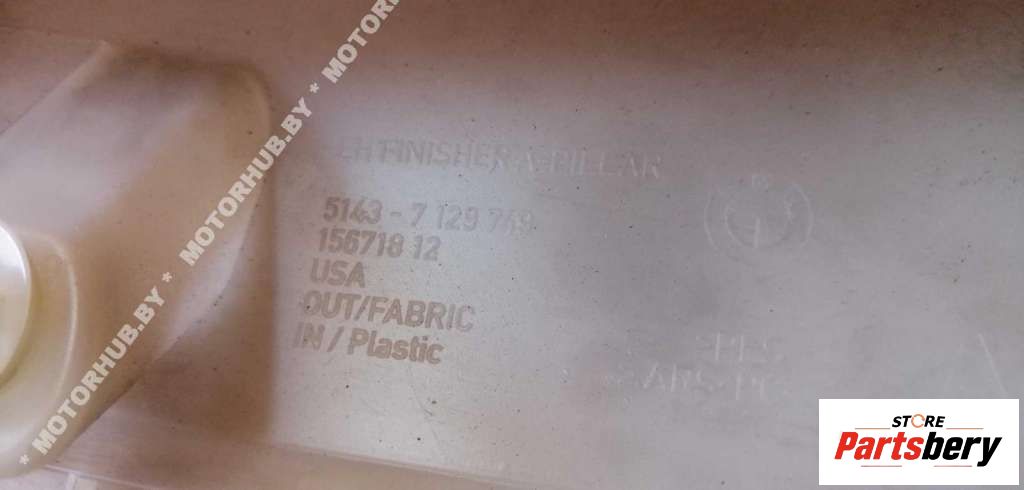 * MOTORHUB.BY * MOTORHUB.BY * MOTORHUB.BY * MOTOR
LH FINISHER A-PILLAR
5143 - 7 129 749
156718 12
USA
OUT/FABRIC
IN / Plastic
STORE
Partsbery